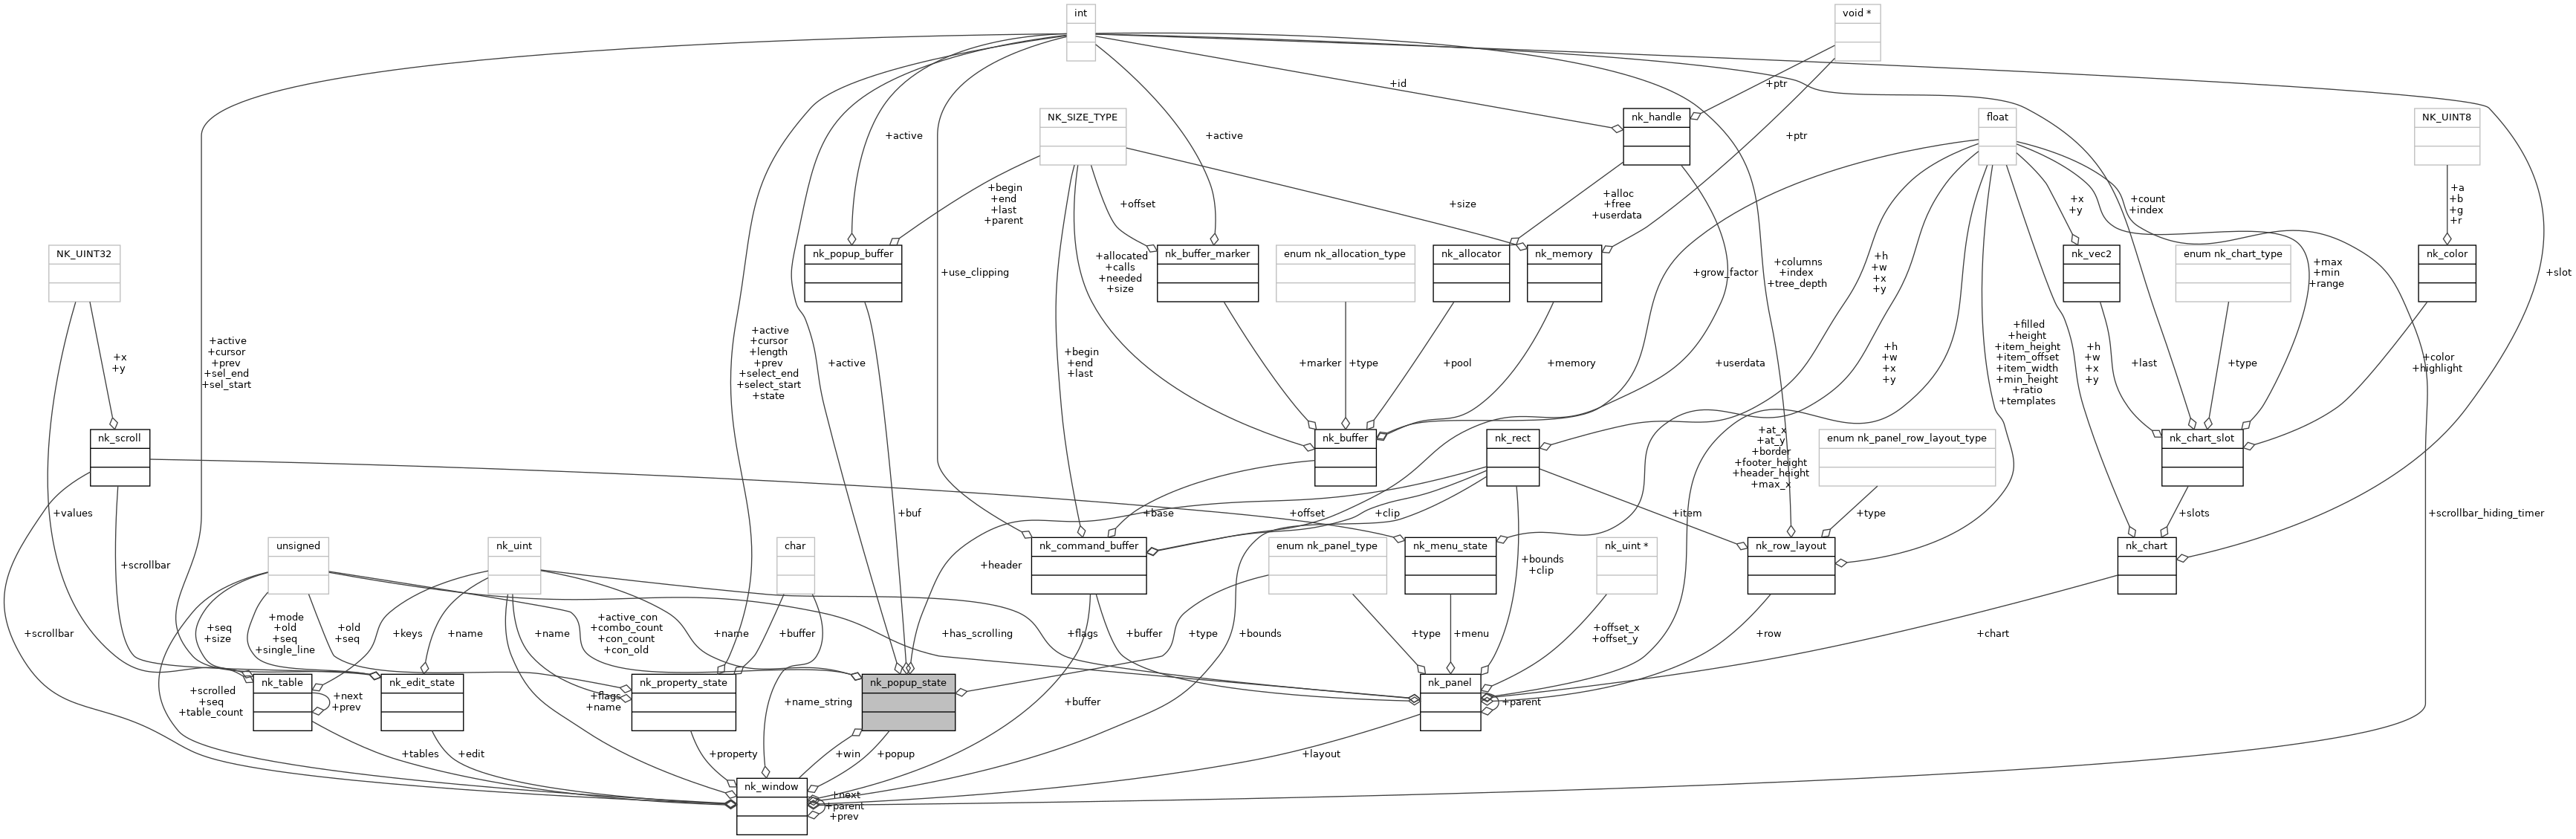 int
void *
+id
+ptr
NK_SIZE_TYPE
nk_handle
float
NK_UINT8
+active
+active
+ptr
+begin
+end
+last
+parent
+offset
+size
+alloc
+free
+userdata
+x
+y
+count
+index
+a
+b
+g
+r
NK_UINT32
nk_popup_buffer
nk_buffer_marker
enum nk_allocation_type
nk_allocator
nk_memory
nk_vec2
enum nk_chart_type
nk_color
+use_clipping
+allocated
+calls
+needed
+size
+grow_factor
+columns
+index
+tree_depth
+h
+w
+x
+y
+max
+min
+range
+slot
+x
+y
+active
+cursor
+prev
+sel_end
+sel_start
+active
+cursor
+length
+prev
+select_end
+select_start
+state
+active
+begin
+end
+last
+marker
+type
+pool
+memory
+userdata
+h
+w
+x
+y
+filled
+height
+item_height
+item_offset
+item_width
+min_height
+ratio
+templates
+h
+w
+x
+y
+last
+type
+color
+highlight
nk_scroll
nk_buffer
nk_rect
+at_x
+at_y
+border
+footer_height
+header_height
+max_x
enum nk_panel_row_layout_type
nk_chart_slot
+values
+buf
+base
+offset
+clip
+item
+type
+slots
+scrollbar_hiding_timer
unsigned
nk_uint
char
nk_command_buffer
enum nk_panel_type
nk_menu_state
nk_uint *
nk_row_layout
nk_chart
+scrollbar
+header
+bounds
+clip
+scrollbar
+seq
+size
+mode
+old
+seq
+single_line
+old
+seq
+keys
+name
+name
+active_con
+combo_count
+con_count
+con_old
+name
+buffer
+has_scrolling
+flags
+buffer
+type
+bounds
+type
+menu
+offset_x
+offset_y
+row
+chart
nk_table
nk_edit_state
nk_property_state
nk_popup_state
nk_panel
+scrolled
+seq
+table_count
+next
+prev
+flags
+name
+name_string
+buffer
+parent
+tables
+edit
+property
+win
+popup
+layout
nk_window
+next
+parent
+prev